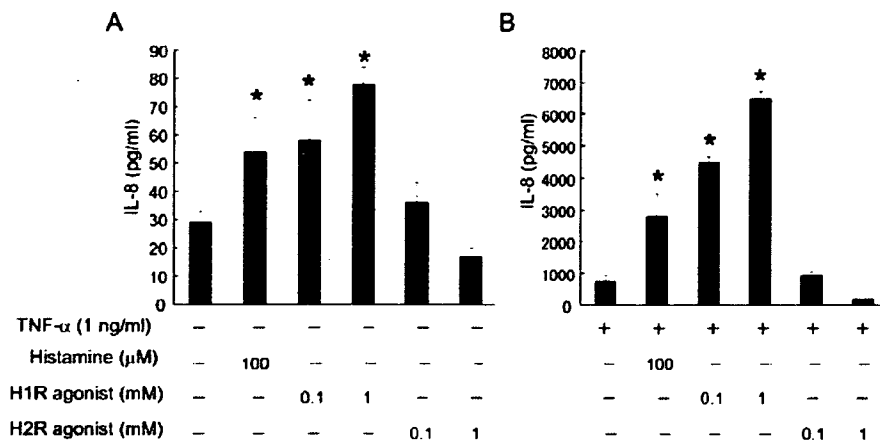 A
B
90
80
70
60
50
40
30
20
10
0
IL-8 (pg/ml)
* * *
8000
7000
6000
5000
4000
3000
2000
1000
0
IL-8 (pg/ml)
* * *
TNF-α (1 ng/ml) – – – – – – + + + + + +
Histamine (μM) – 100 – – – – – 100 – – – –
H1R agonist (mM) – – 0.1 1 – – – – 0.1 1 – –
H2R agonist (mM) – – – – 0.1 1 – – – – 0.1 1